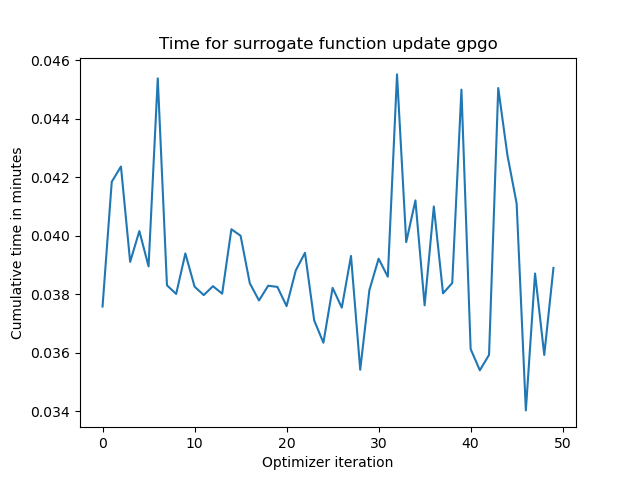 Time for surrogate function update gpgo
0.046
0.044
0.042
0.040
0.038
0.036
0.034
Cumulative time in minutes
0 10 20 30 40 50
Optimizer iteration